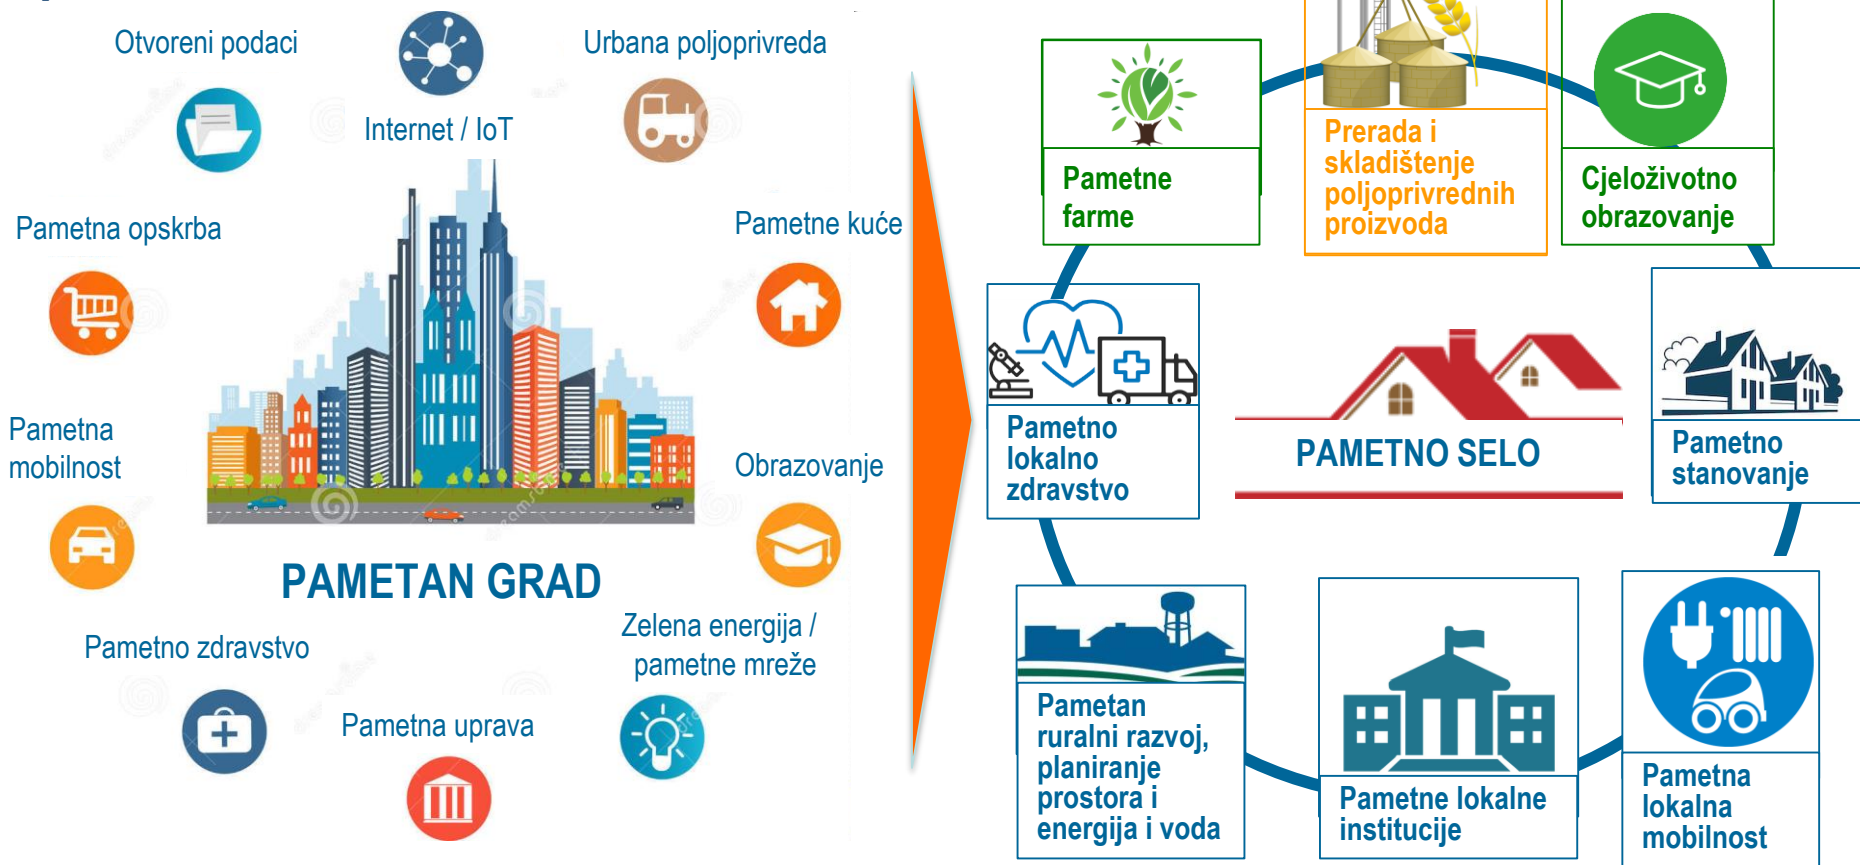 Otvoreni podaci
Internet / IoT
Urbana poljoprivreda
Pametna opskrba
Pametne kuće
Pametna
mobilnost
Obrazovanje
PAMETAN GRAD
Pametno zdravstvo
Zelena energija /
pametne mreže
Pametna uprava
Pametne
farme
Prerada i
skladištenje
poljoprivrednih
proizvoda
Cjeloživotno
obrazovanje
Pametno
lokalno
zdravstvo
PAMETNO SELO
Pametno
stanovanje
Pametan
ruralni razvoj,
planiranje
prostora i
energija i voda
Pametne lokalne
institucije
Pametna
lokalna
mobilnost